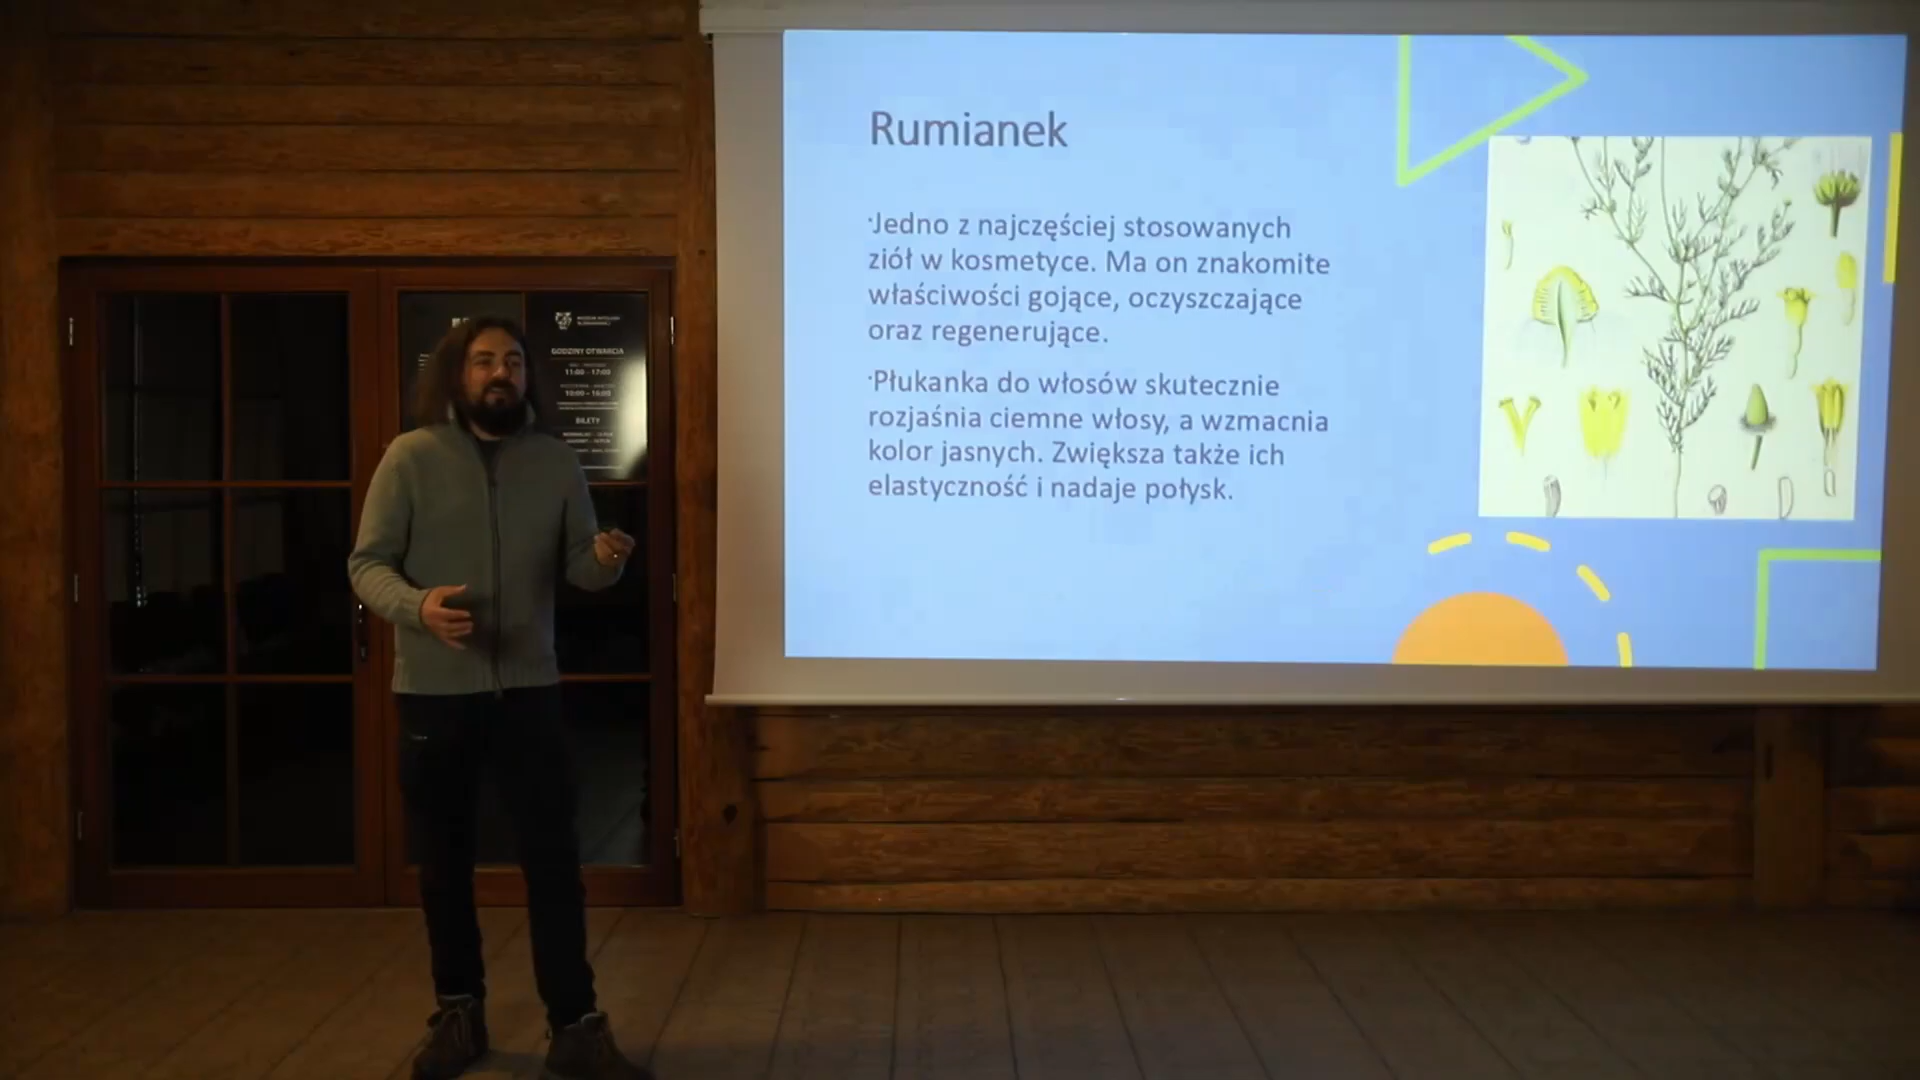 Rumianek
·Jedno z najczęściej stosowanych
ziół w kosmetyce. Ma on znakomite
właściwości gojące, oczyszczające
oraz regenerujące.
·Płukanka do włosów skutecznie
rozjaśnia ciemne włosy, a wzmacnia
kolor jasnych. Zwiększa także ich
elastyczność i nadaje połysk.
GODZINY OTWARCIA
11:00 - 17:00
10:00 - 16:00
BILETY